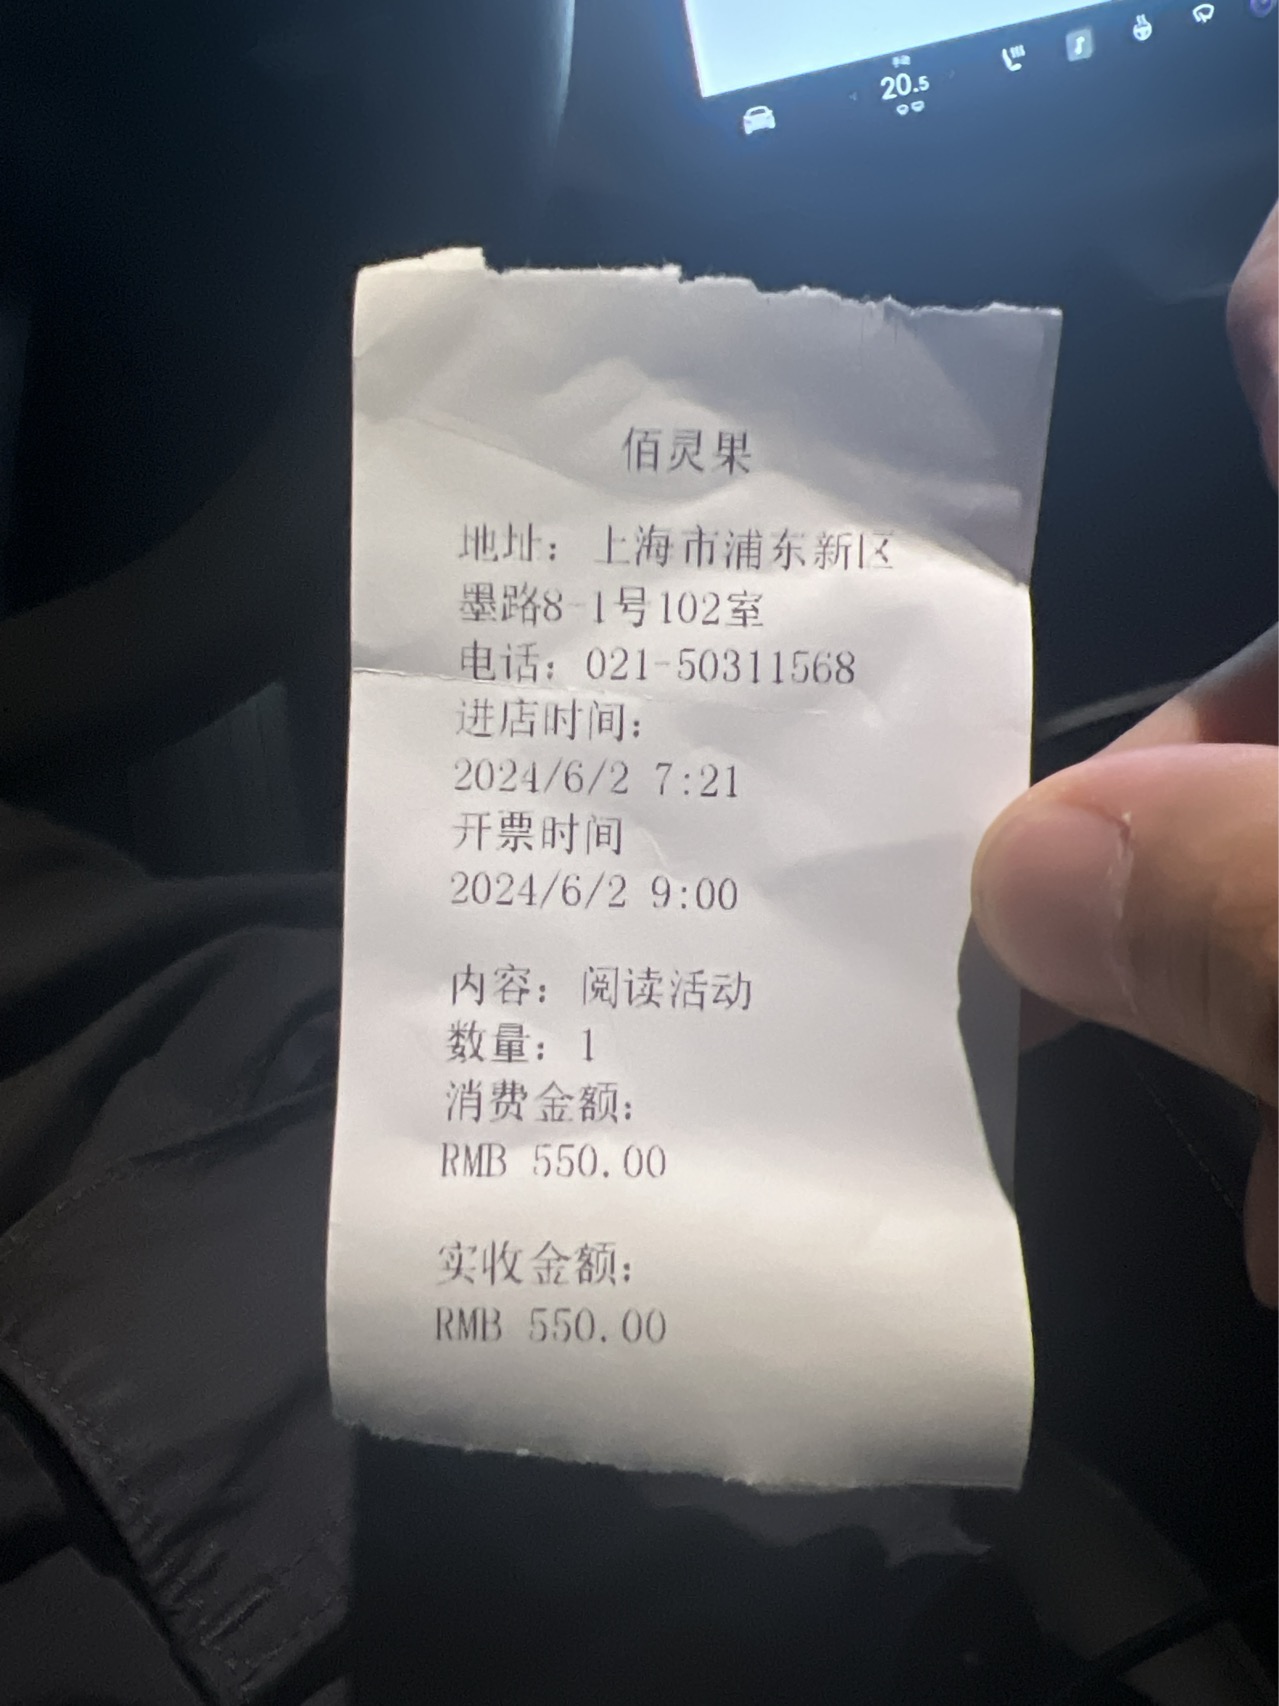 20.5
佰灵果
地址：上海市浦东新区
墨路8-1号102室
电话：021-50311568
进店时间：
2024/6/2 7:21
开票时间
2024/6/2 9:00
内容：阅读活动
数量：1
消费金额：
RMB 550.00
实收金额：
RMB 550.00